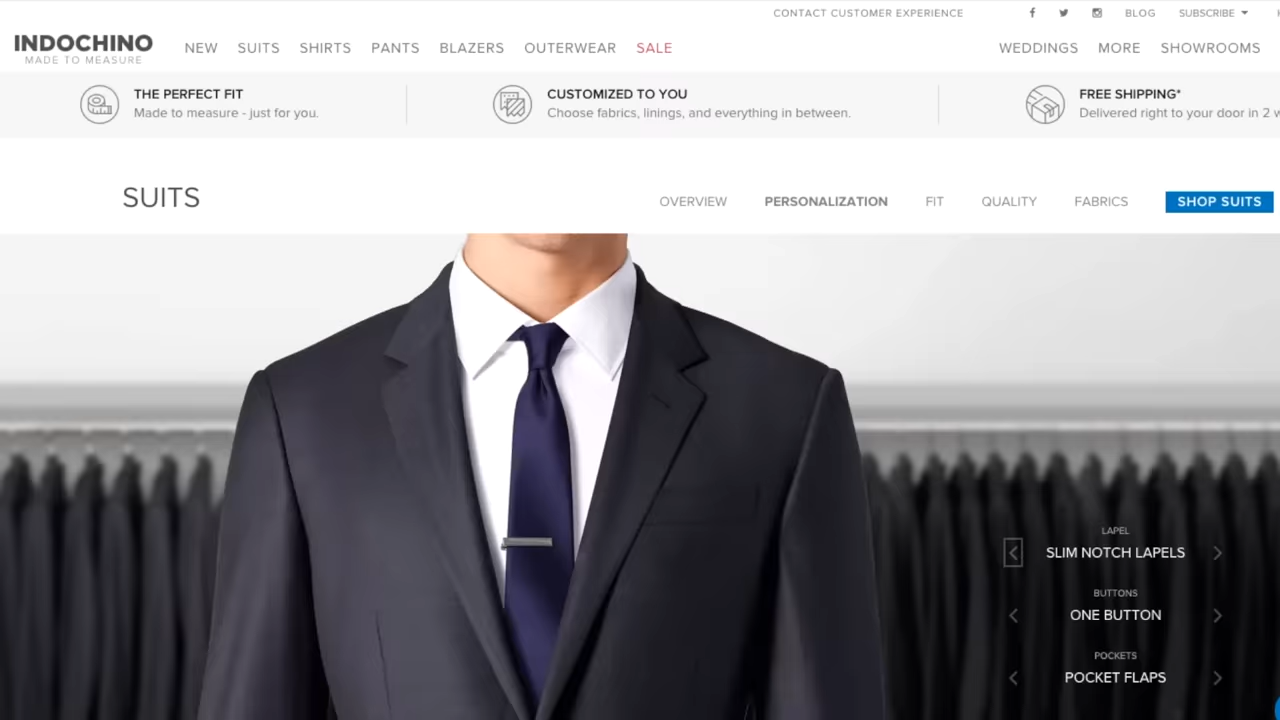 CONTACT CUSTOMER EXPERIENCE BLOG SUBSCRIBE
INDOCHINO
MADE TO MEASURE
NEW SUITS SHIRTS PANTS BLAZERS OUTERWEAR SALE WEDDINGS MORE SHOWROOMS
THE PERFECT FIT
Made to measure - just for you.
CUSTOMIZED TO YOU
Choose fabrics, linings, and everything in between.
FREE SHIPPING*
Delivered right to your door in 2
SUITS
OVERVIEW PERSONALIZATION FIT QUALITY FABRICS SHOP SUITS
LAPEL
SLIM NOTCH LAPELS
BUTTONS
ONE BUTTON
POCKETS
POCKET FLAPS